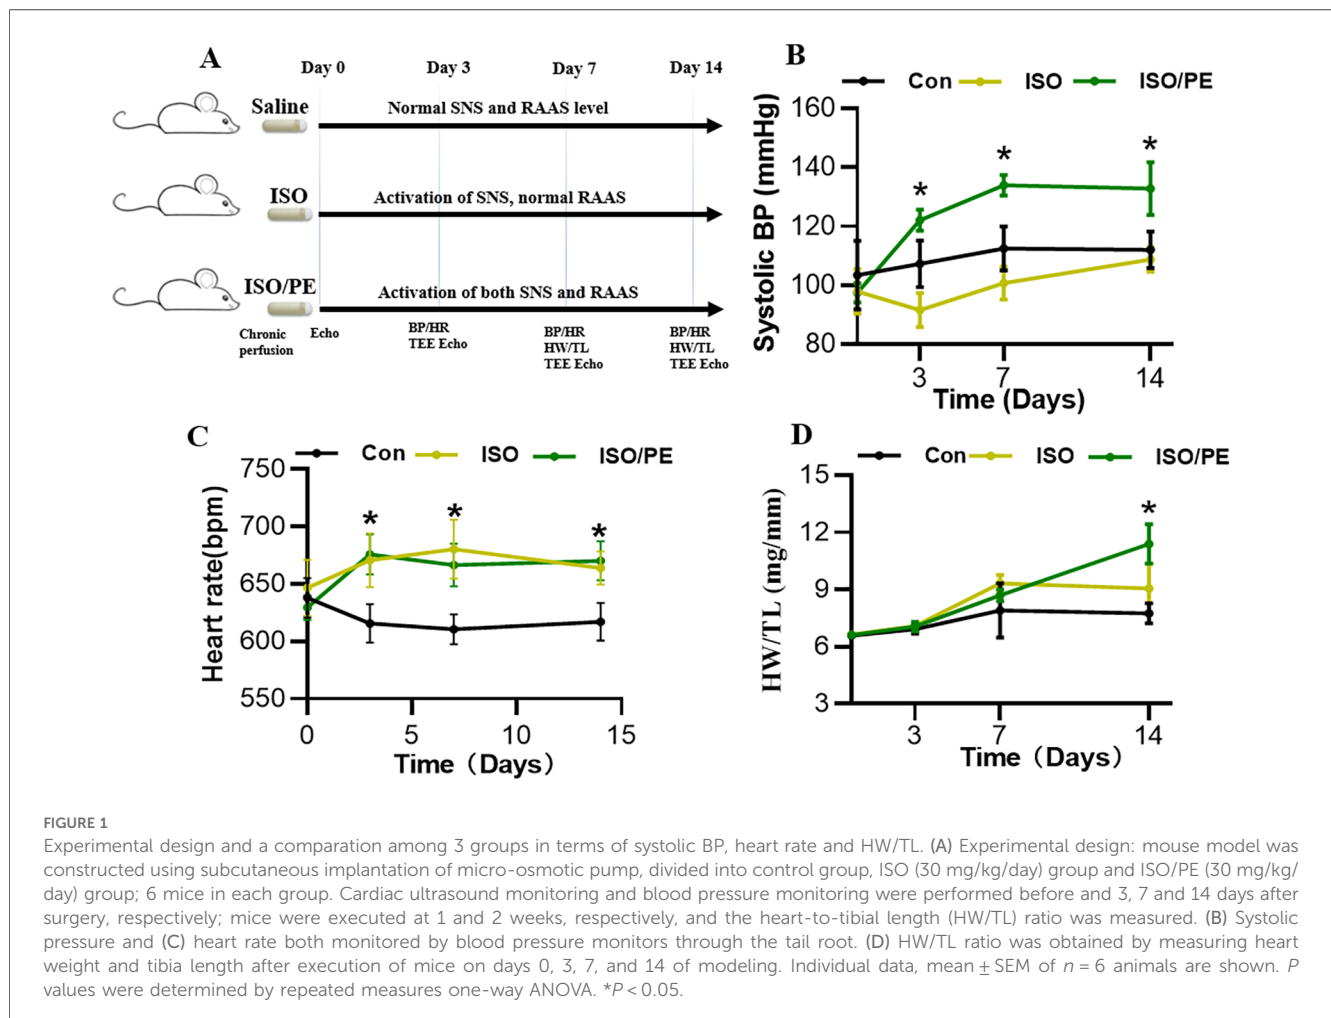 A
Day 0
Day 3
Day 7
Day 14
Saline
Normal SNS and RAAS level
ISO
Activation of SNS, normal RAAS
ISO/PE
Activation of both SNS and RAAS
Chronic
perfusion
Echo
BP/HR
TEE Echo
BP/HR
HW/TL
TEE Echo
BP/HR
HW/TL
TEE Echo
B
Con
ISO
ISO/PE
Systolic BP (mmHg)
160
140
120
100
80
*
*
*
3
7
14
Time (Days)
C
Con
ISO
ISO/PE
Heart rate(bpm)
750
700
650
600
550
*
*
*
0
5
10
15
Time（Days）
D
Con
ISO
ISO/PE
HW/TL (mg/mm)
15
12
9
6
3
*
3
7
14
Time（Days）
FIGURE 1
Experimental design and a comparation among 3 groups in terms of systolic BP, heart rate and HW/TL. (A) Experimental design: mouse model was
constructed using subcutaneous implantation of micro-osmotic pump, divided into control group, ISO (30 mg/kg/day) group and ISO/PE (30 mg/kg/
day) group; 6 mice in each group. Cardiac ultrasound monitoring and blood pressure monitoring were performed before and 3, 7 and 14 days after
surgery, respectively; mice were executed at 1 and 2 weeks, respectively, and the heart-to-tibial length (HW/TL) ratio was measured. (B) Systolic
pressure and (C) heart rate both monitored by blood pressure monitors through the tail root. (D) HW/TL ratio was obtained by measuring heart
weight and tibia length after execution of mice on days 0, 3, 7, and 14 of modeling. Individual data, mean ± SEM of n = 6 animals are shown. P
values were determined by repeated measures one-way ANOVA. *P < 0.05.